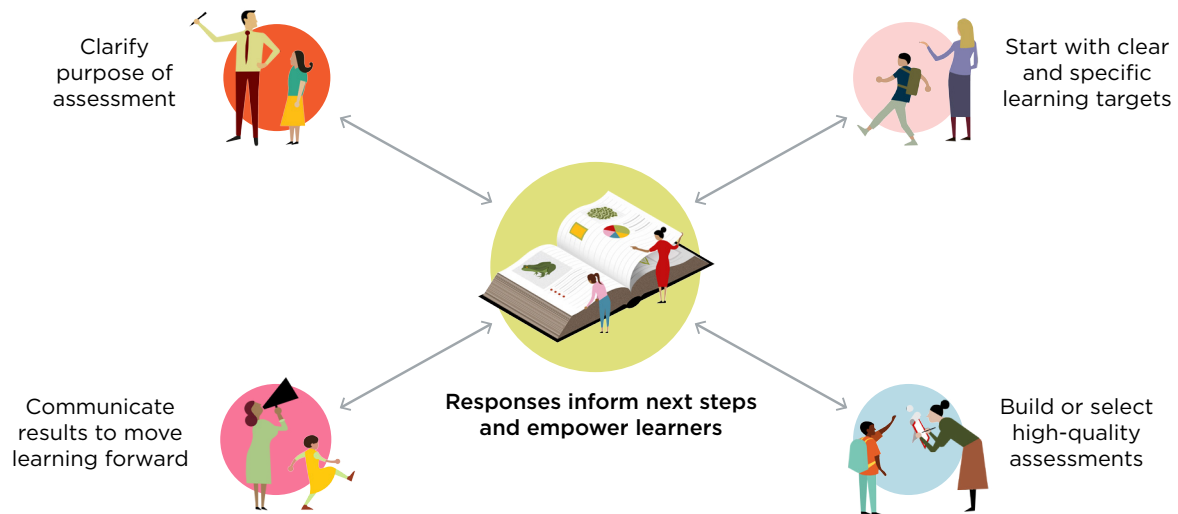 Clarify
purpose of
assessment
Start with clear
and specific
learning targets
Responses inform next steps
and empower learners
Communicate
results to move
learning forward
Build or select
high-quality
assessments